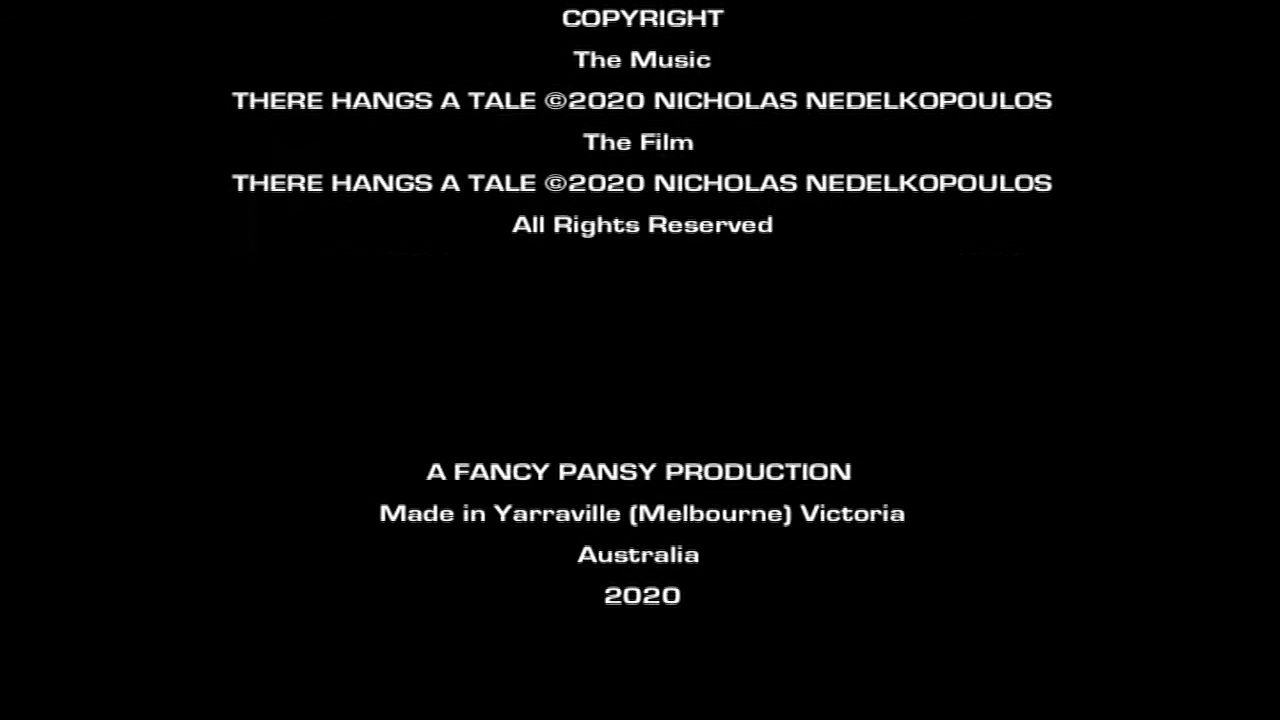 COPYRIGHT
The Music
THERE HANGS A TALE ©2020 NICHOLAS NEDELKOPOULOS
The Film
THERE HANGS A TALE ©2020 NICHOLAS NEDELKOPOULOS
All Rights Reserved
A FANCY PANSY PRODUCTION
Made in Yarraville (Melbourne) Victoria
Australia
2020